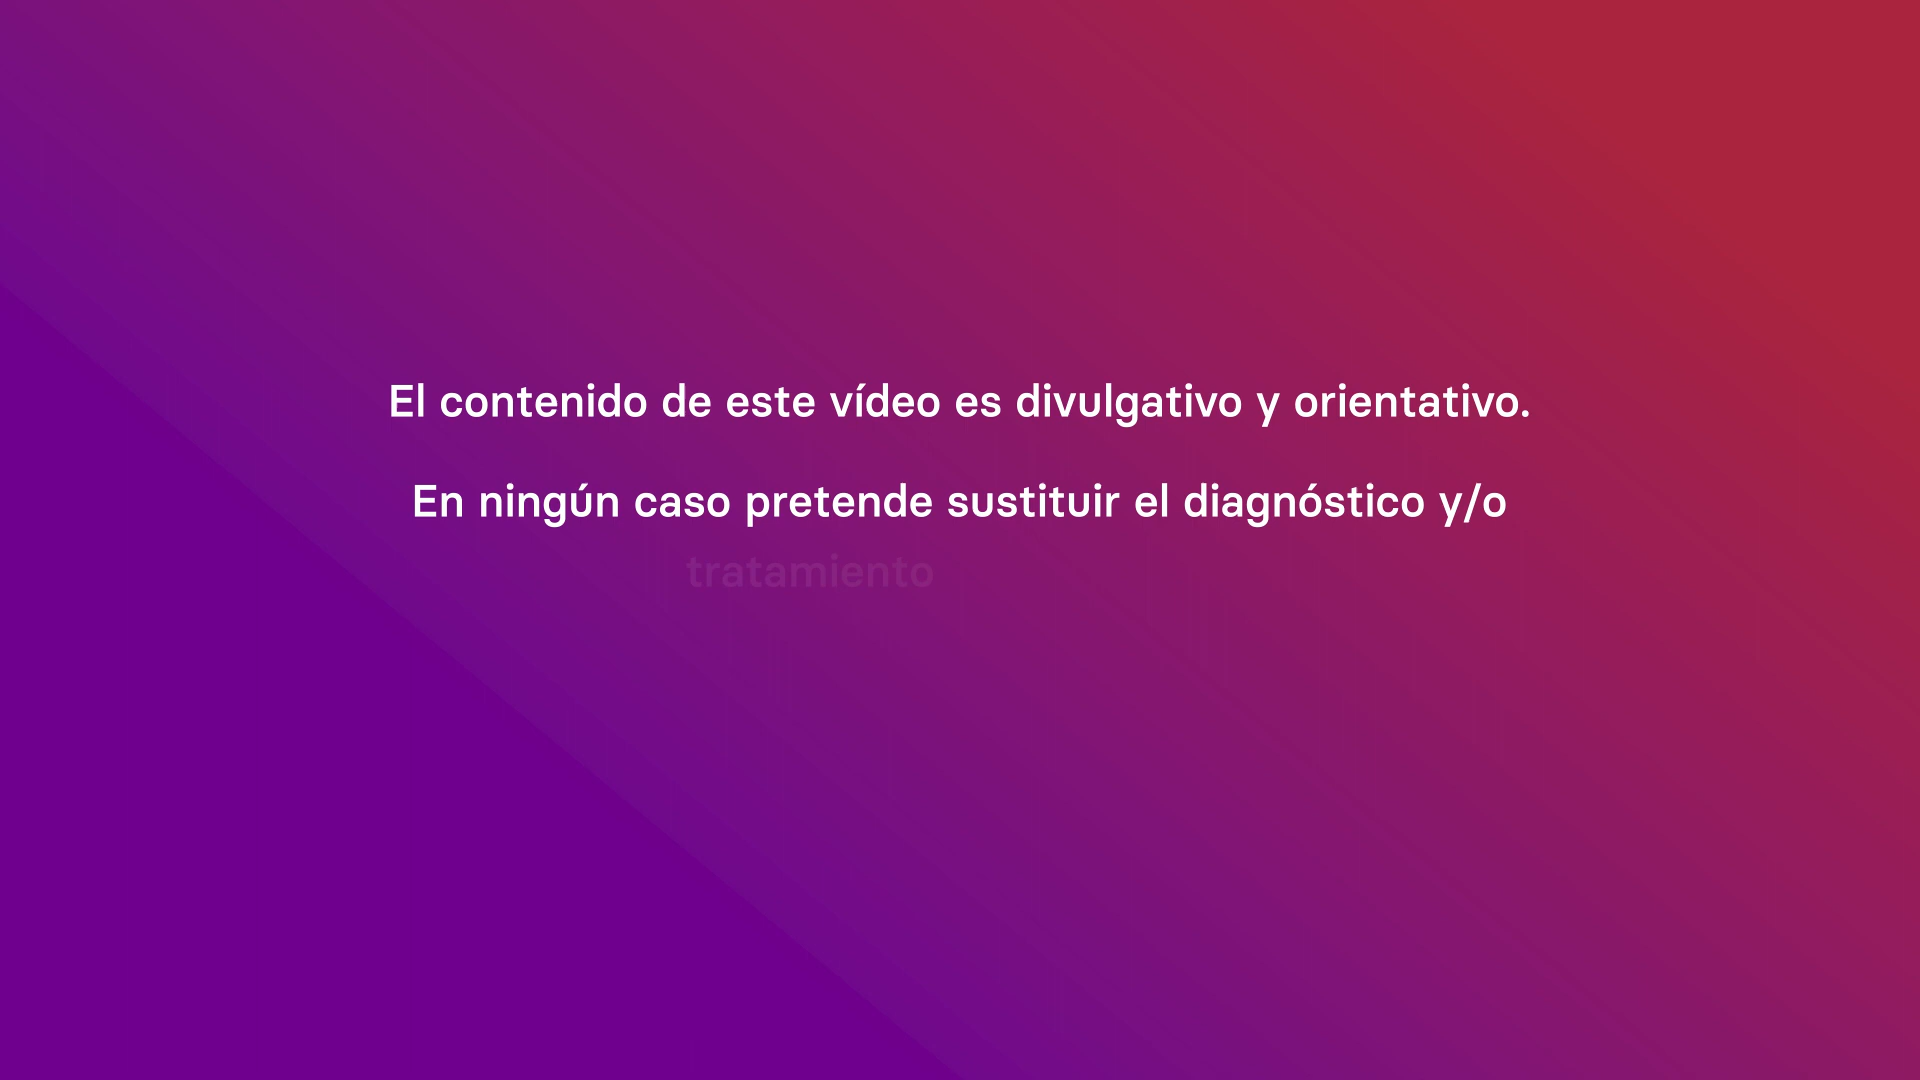 El contenido de este vídeo es divulgativo y orientativo.
En ningún caso pretende sustituir el diagnóstico y/o
tratamiento